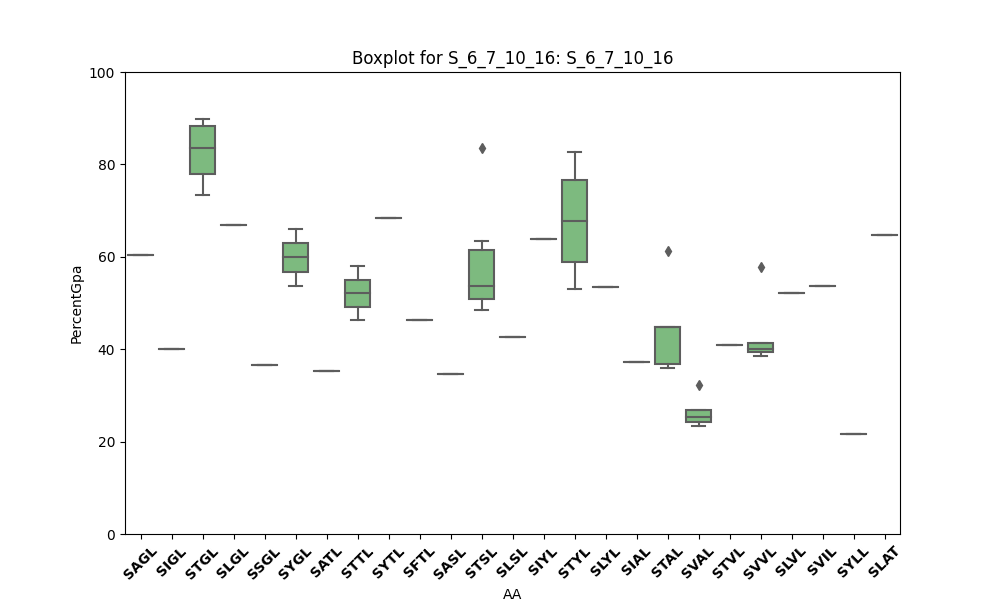 Boxplot for S_6_7_10_16: S_6_7_10_16
100
80
60
40
20
0
PercentGpa
SAGL SIGL STGL SLGL SSGL SYGL SATL STTL SYTL SFTL SASL STSL SLSL SIYL STYL SLYL SIAL STAL SVAL STVL SVVL SLVL SVIL SYLL SLAT
AA